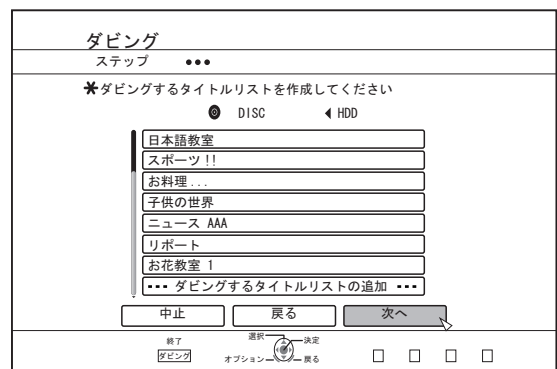 ダビング
ステップ ●●●
*ダビングするタイトルリストを作成してください
DISC ◀ HDD
日本語教室
スポーツ!!
お料理...
子供の世界
ニュース AAA
リポート
お花教室 1
--- ダビングするタイトルリストの追加 ---
中止 戻る 次へ
終了
ダビング
選択
決定
オプション
戻る